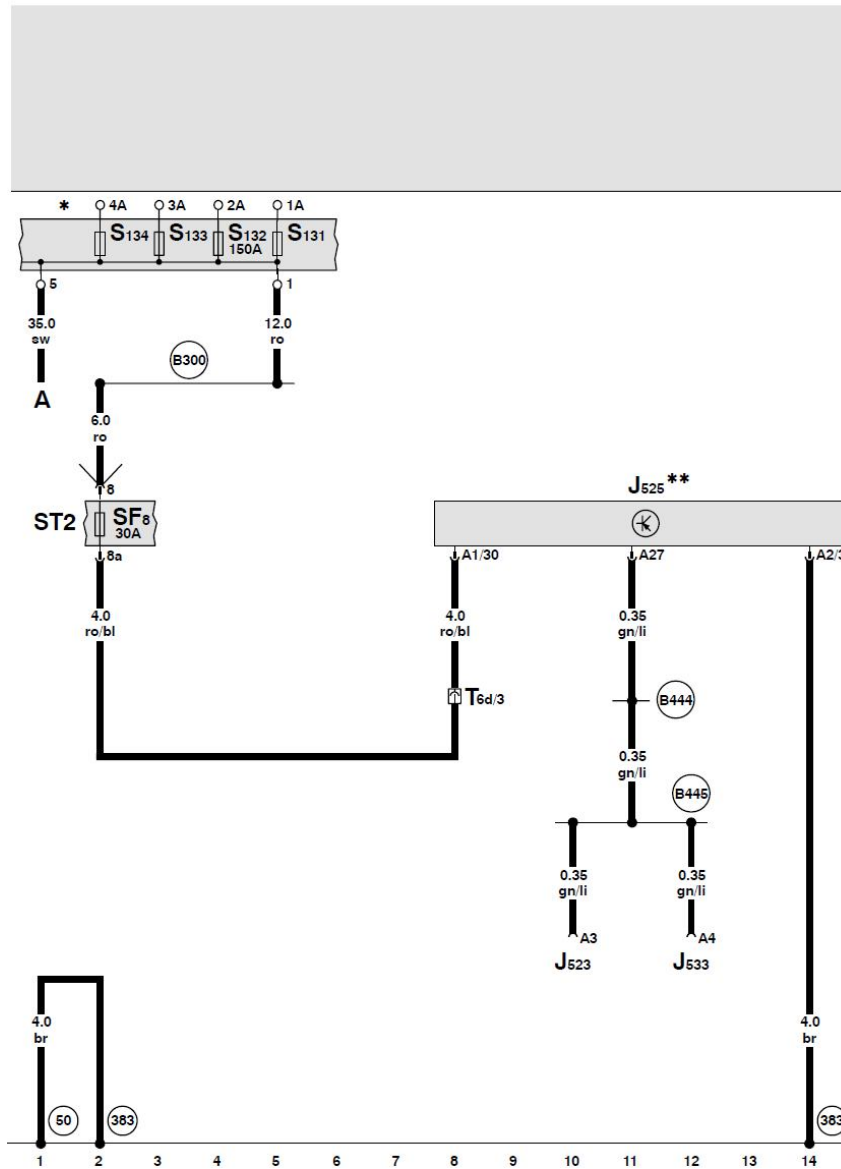 * 4A 3A 2A 1A
S134 S133 S132 S131
150A
5 1
35.0 12.0
sw ro
B300
A
6.0
ro
8
J525 **
ST2 SF8
30A
8a A1/30 A27 A2/3
4.0 4.0 0.35
ro/bl ro/bl gn/li
T6d/3 B444
0.35
gn/li
B445
0.35 0.35
gn/li gn/li
A3 A4
J523 J533
4.0 4.0
br br
50 383 383
1 2 3 4 5 6 7 8 9 10 11 12 13 14